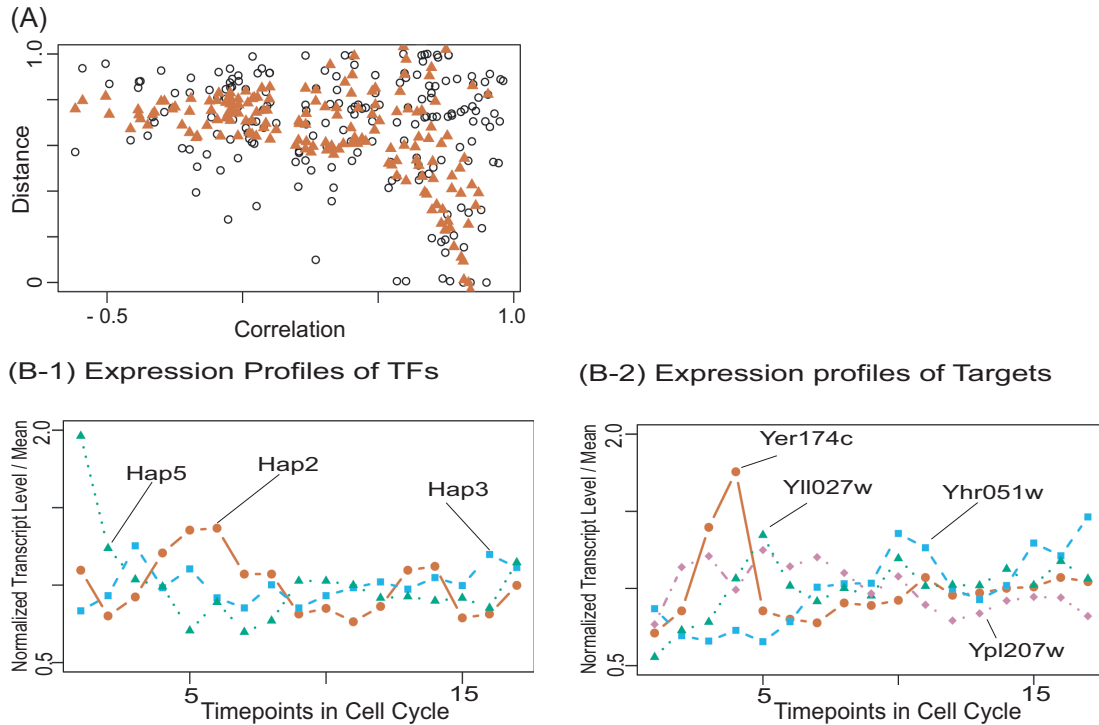 (A)
1.0
Distance
0
- 0.5
1.0
Correlation
(B-1) Expression Profiles of TFs
(B-2) Expression profiles of Targets
Normalized Transcript Level / Mean
2.0
0.5
Hap5
Hap2
Hap3
5
15
Timepoints in Cell Cycle
Normalized Transcript Level / Mean
2.0
0.5
Yer174c
Yll027w
Yhr051w
Ypl207w
5
15
Timepoints in Cell Cycle